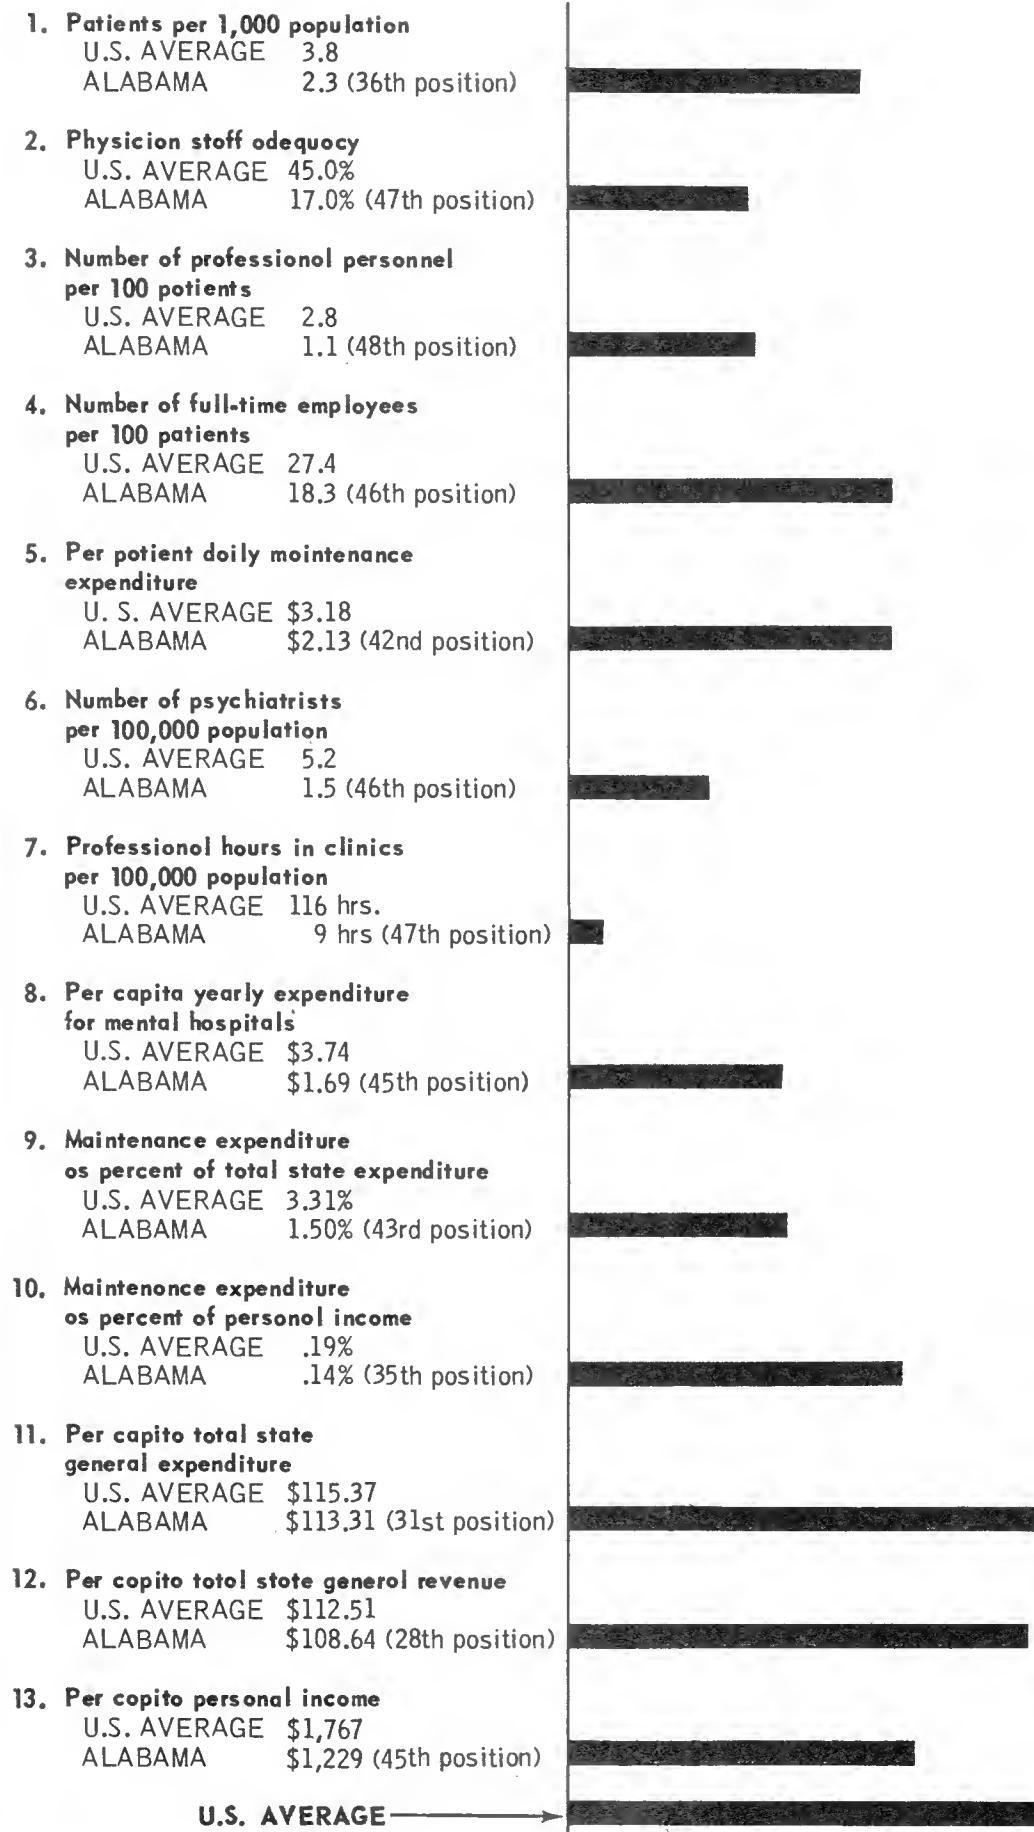 1. Patients per 1,000 population
U.S. AVERAGE 3.8
ALABAMA 2.3 (36th position)
2. Physicion stoff odequocy
U.S. AVERAGE 45.0%
ALABAMA 17.0% (47th position)
3. Number of professional personnel
per 100 potients
U.S. AVERAGE 2.8
ALABAMA 1.1 (48th position)
4. Number of full-time employees
per 100 patients
U.S. AVERAGE 27.4
ALABAMA 18.3 (46th position)
5. Per potient doily mointenance
expenditure
U. S. AVERAGE $3.18
ALABAMA $2.13 (42nd position)
6. Number of psychiatrists
per 100,000 population
U.S. AVERAGE 5.2
ALABAMA 1.5 (46th position)
7. Professionol hours in clinics
per 100,000 population
U.S. AVERAGE 116 hrs.
ALABAMA 9 hrs (47th position)
8. Per capita yearly expenditure
for mental hospitals
U.S. AVERAGE $3.74
ALABAMA $1.69 (45th position)
9. Maintenance expenditure
os percent of total state expenditure
U.S. AVERAGE 3.31%
ALABAMA 1.50% (43rd position)
10. Maintenonce expenditure
os percent of personol income
U.S. AVERAGE .19%
ALABAMA .14% (35th position)
11. Per capito total state
general expenditure
U.S. AVERAGE $115.37
ALABAMA $113.31 (31st position)
12. Per copito totol stote generol revenue
U.S. AVERAGE $112.51
ALABAMA $108.64 (28th position)
13. Per copito personal income
U.S. AVERAGE $1,767
ALABAMA $1,229 (45th position)
U.S. AVERAGE